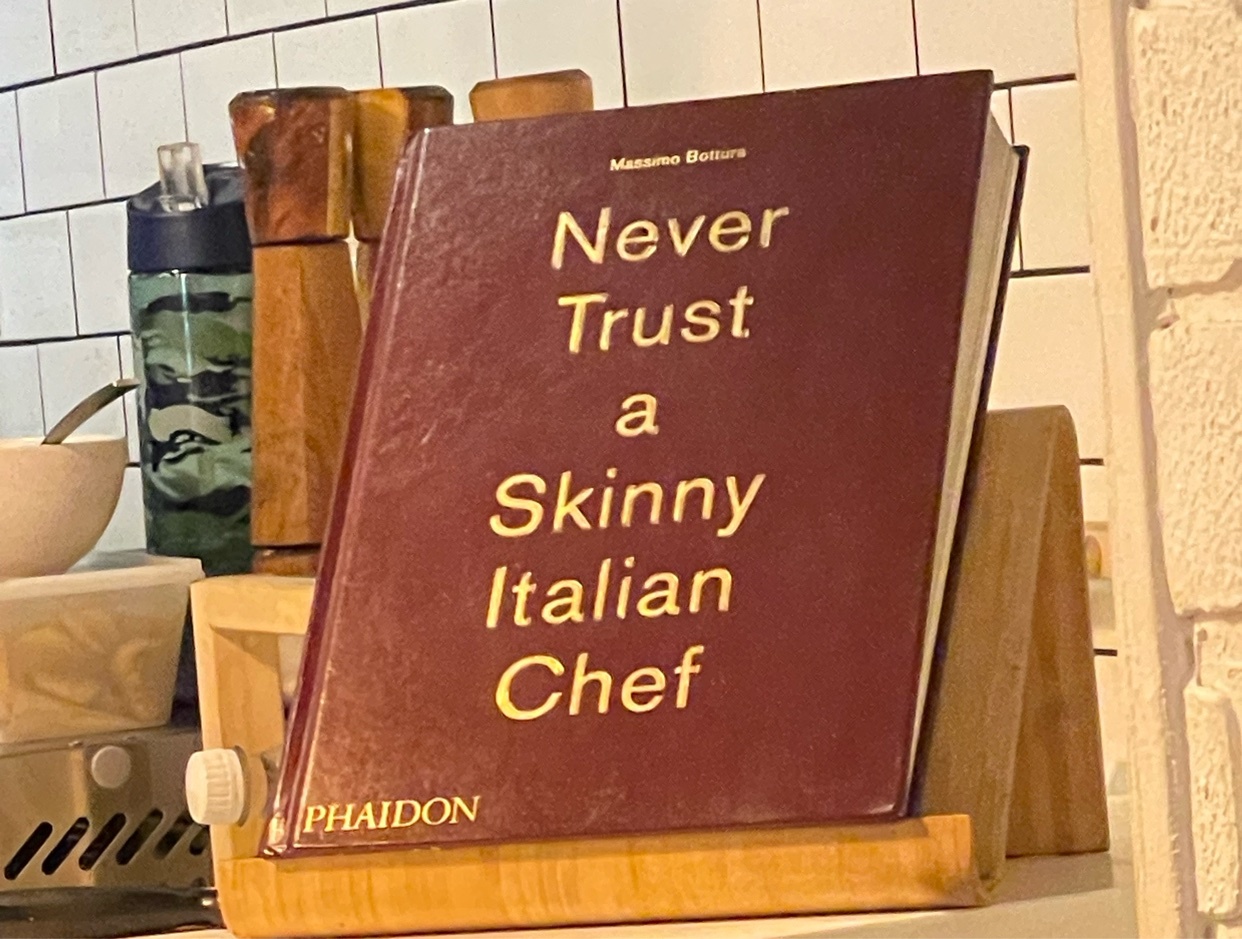 Massimo Bottura
Never
Trust
a
Skinny
Italian
Chef
PHAIDON